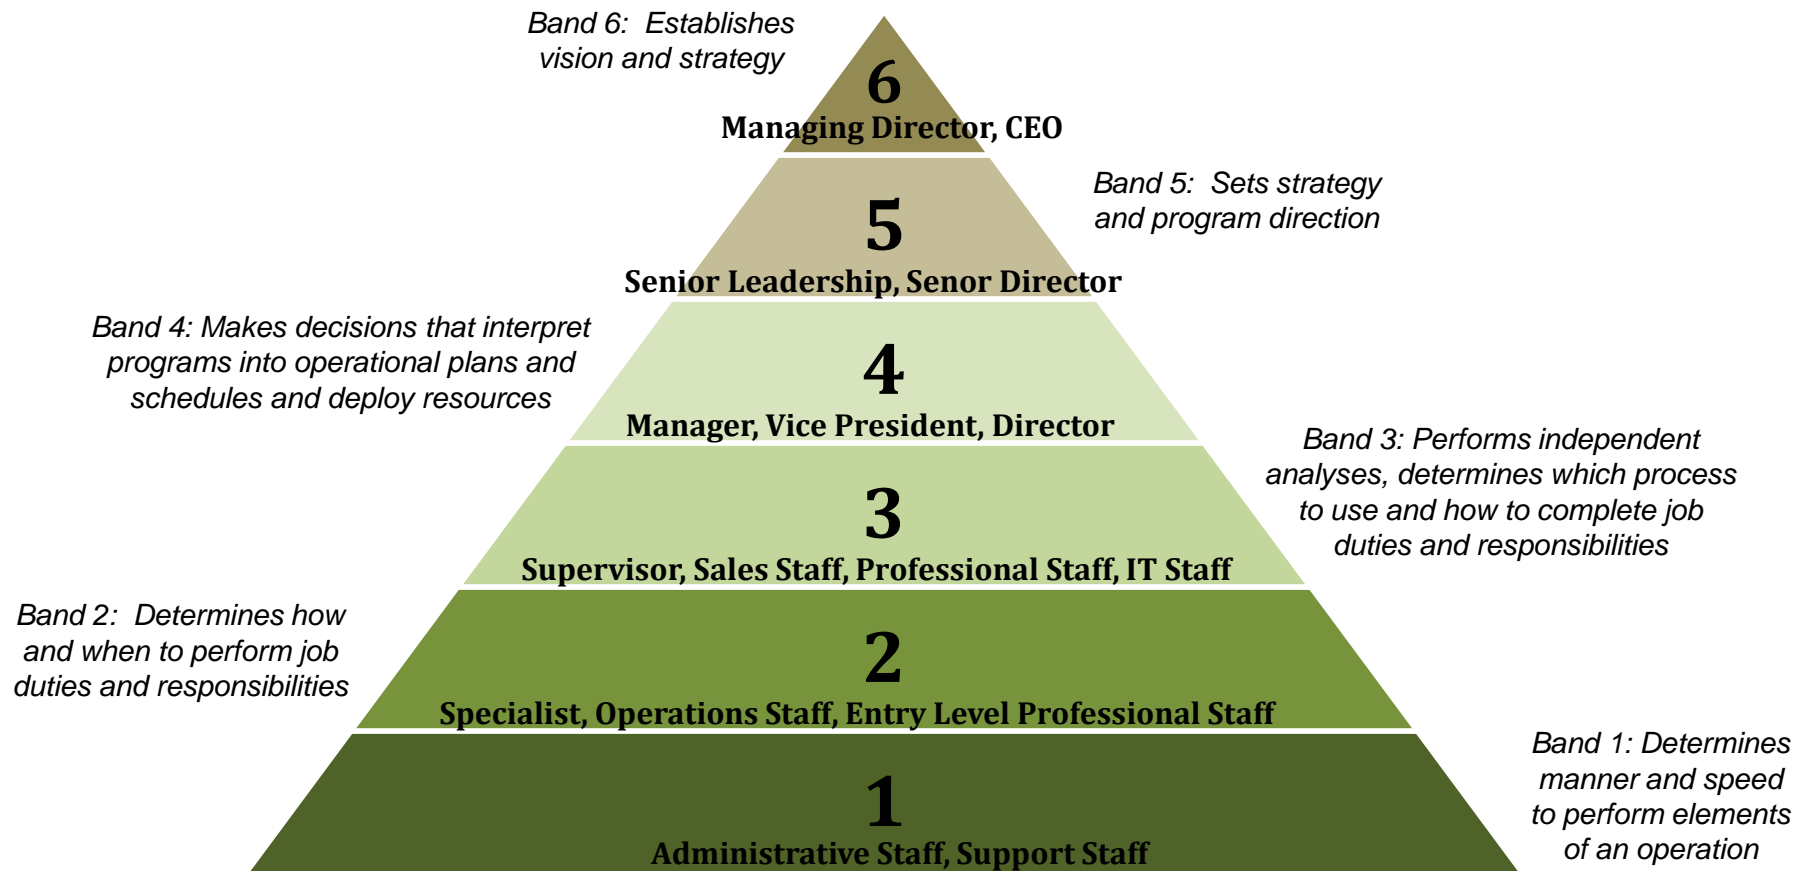 Band 6: Establishes
vision and strategy
6
Managing Director, CEO
Band 5: Sets strategy
and program direction
5
Senior Leadership, Senor Director
Band 4: Makes decisions that interpret
programs into operational plans and
schedules and deploy resources
4
Manager, Vice President, Director
Band 3: Performs independent
analyses, determines which process
to use and how to complete job
duties and responsibilities
3
Supervisor, Sales Staff, Professional Staff, IT Staff
Band 2: Determines how
and when to perform job
duties and responsibilities
2
Specialist, Operations Staff, Entry Level Professional Staff
Band 1: Determines
manner and speed
to perform elements
of an operation
1
Administrative Staff, Support Staff